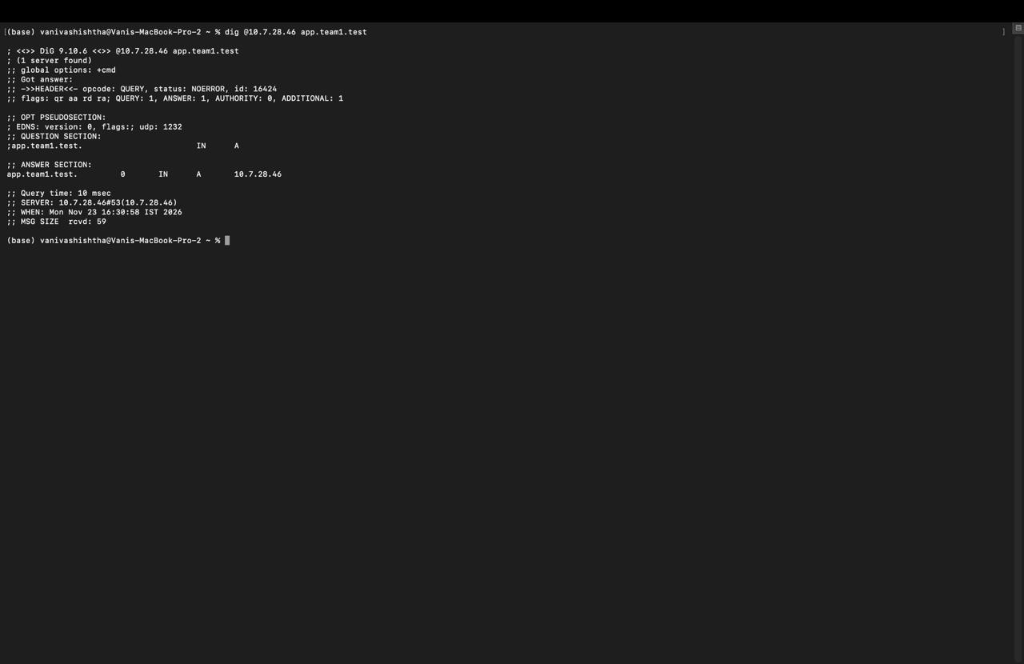 (base) vanivashishtha@Vanis-MacBook-Pro-2 ~ % dig @10.7.28.46 app.team1.test
; <<>> DiG 9.10.6 <<>> @10.7.28.46 app.team1.test
; (1 server found)
;; global options: +cmd
;; Got answer:
;; ->>HEADER<<- opcode: QUERY, status: NOERROR, id: 16424
;; flags: qr aa rd ra; QUERY: 1, ANSWER: 1, AUTHORITY: 0, ADDITIONAL: 1
;; OPT PSEUDOSECTION:
; EDNS: version: 0, flags:; udp: 1232
;; QUESTION SECTION:
;app.team1.test. IN A
;; ANSWER SECTION:
app.team1.test. 0 IN A 10.7.28.46
;; Query time: 10 msec
;; SERVER: 10.7.28.46#53(10.7.28.46)
;; WHEN: Mon Nov 23 16:30:58 IST 2026
;; MSG SIZE rcvd: 59
(base) vanivashishtha@Vanis-MacBook-Pro-2 ~ %